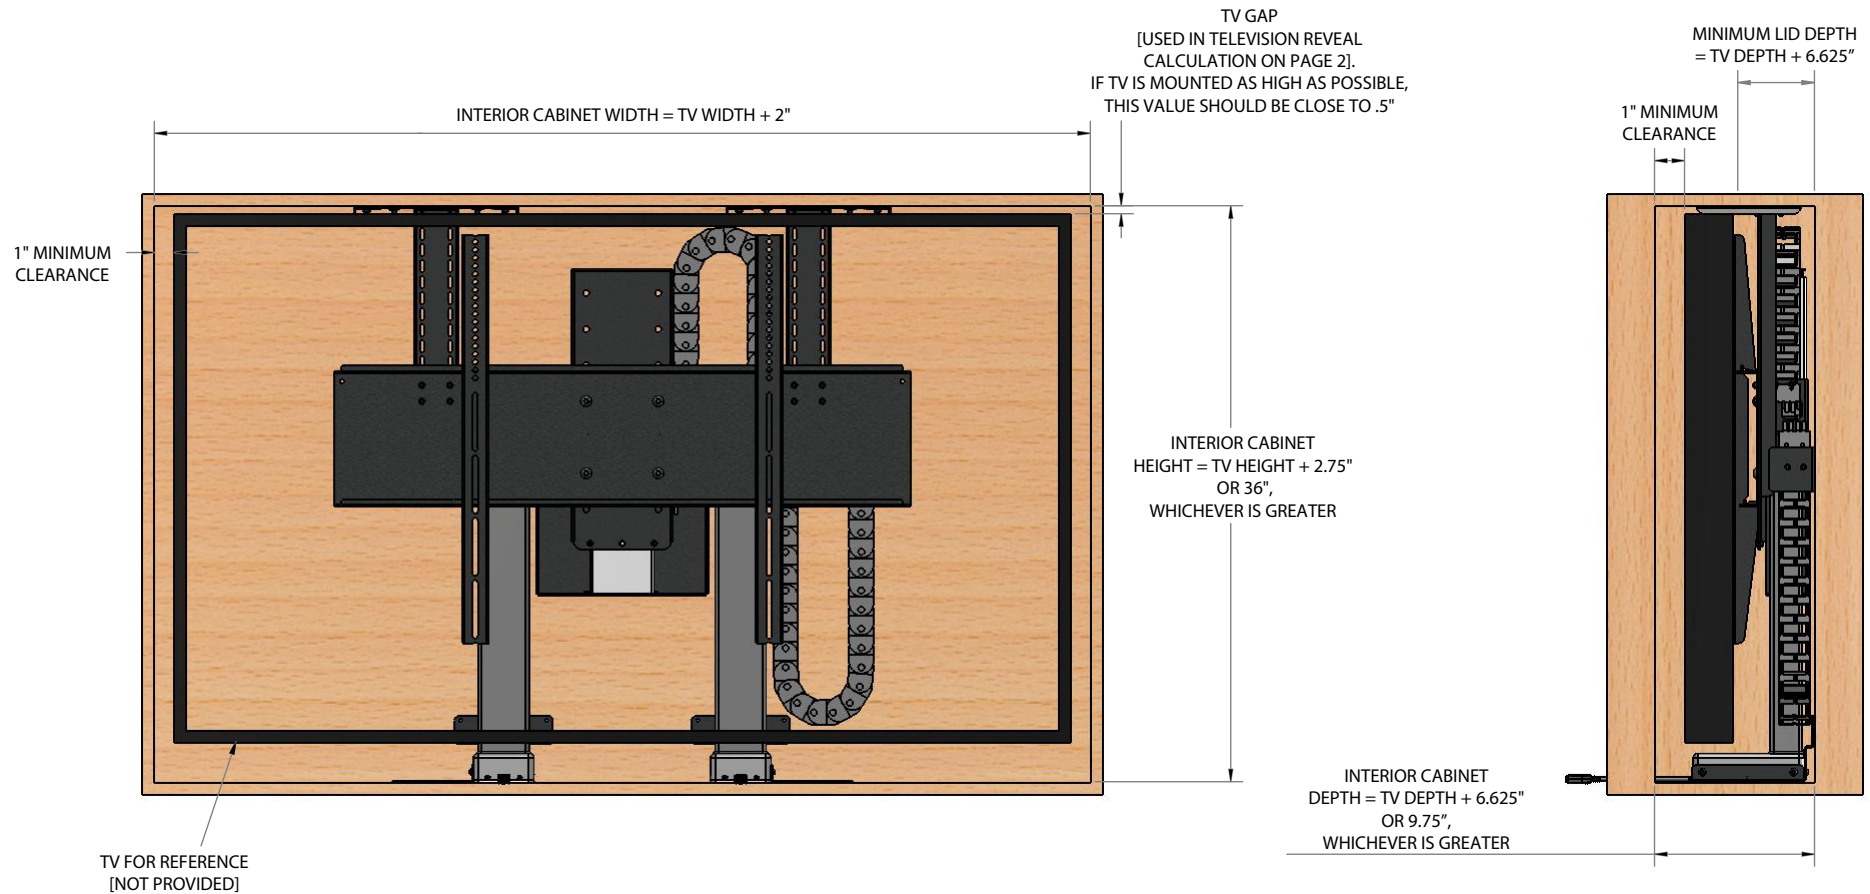 TV GAP
[USED IN TELEVISION REVEAL
CALCULATION ON PAGE 2].
IF TV IS MOUNTED AS HIGH AS POSSIBLE,
THIS VALUE SHOULD BE CLOSE TO .5"
MINIMUM LID DEPTH
= TV DEPTH + 6.625”
INTERIOR CABINET WIDTH = TV WIDTH + 2"
1" MINIMUM
CLEARANCE
1" MINIMUM
CLEARANCE
INTERIOR CABINET
HEIGHT = TV HEIGHT + 2.75"
OR 36",
WHICHEVER IS GREATER
INTERIOR CABINET
DEPTH = TV DEPTH + 6.625"
OR 9.75”,
WHICHEVER IS GREATER
TV FOR REFERENCE
[NOT PROVIDED]